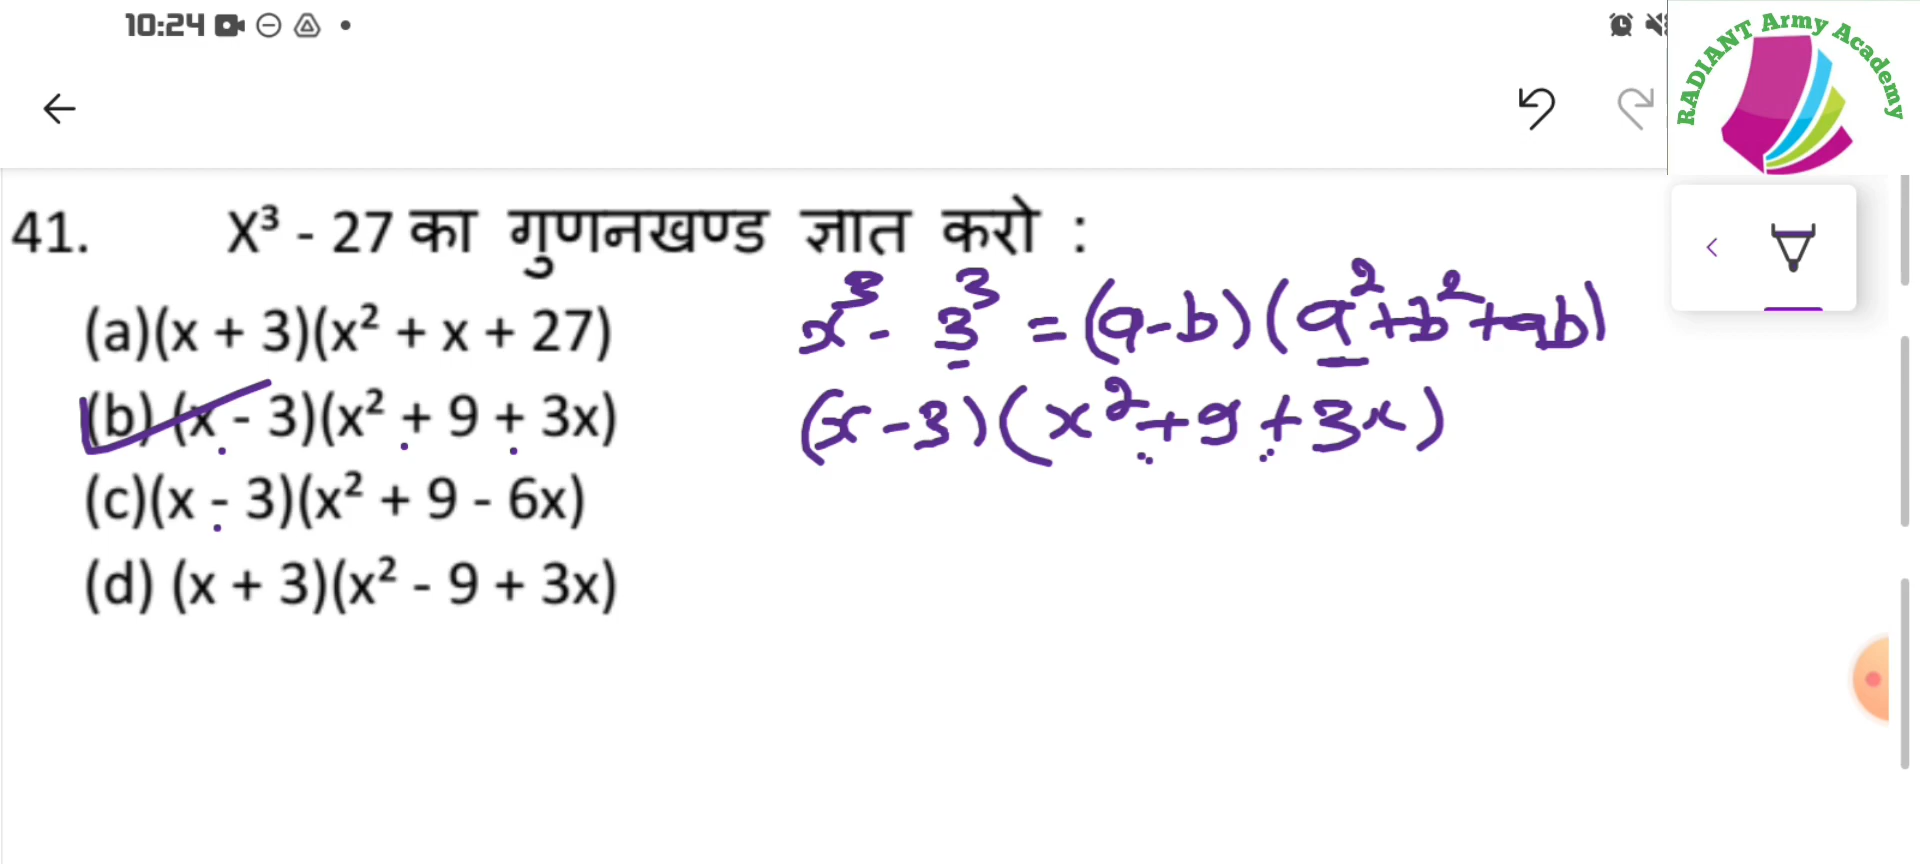 10:24
RADIANT Army Academy
41. X³ - 27 का गुणनखण्ड ज्ञात करो :
(a)(x + 3)(x² + x + 27)
(b) (x - 3)(x² + 9 + 3x)
(c)(x - 3)(x² + 9 - 6x)
(d) (x + 3)(x² - 9 + 3x)
x³ - 3³ = (a-b)(a²+b²+ab)
(x-3)(x²+9+3x)